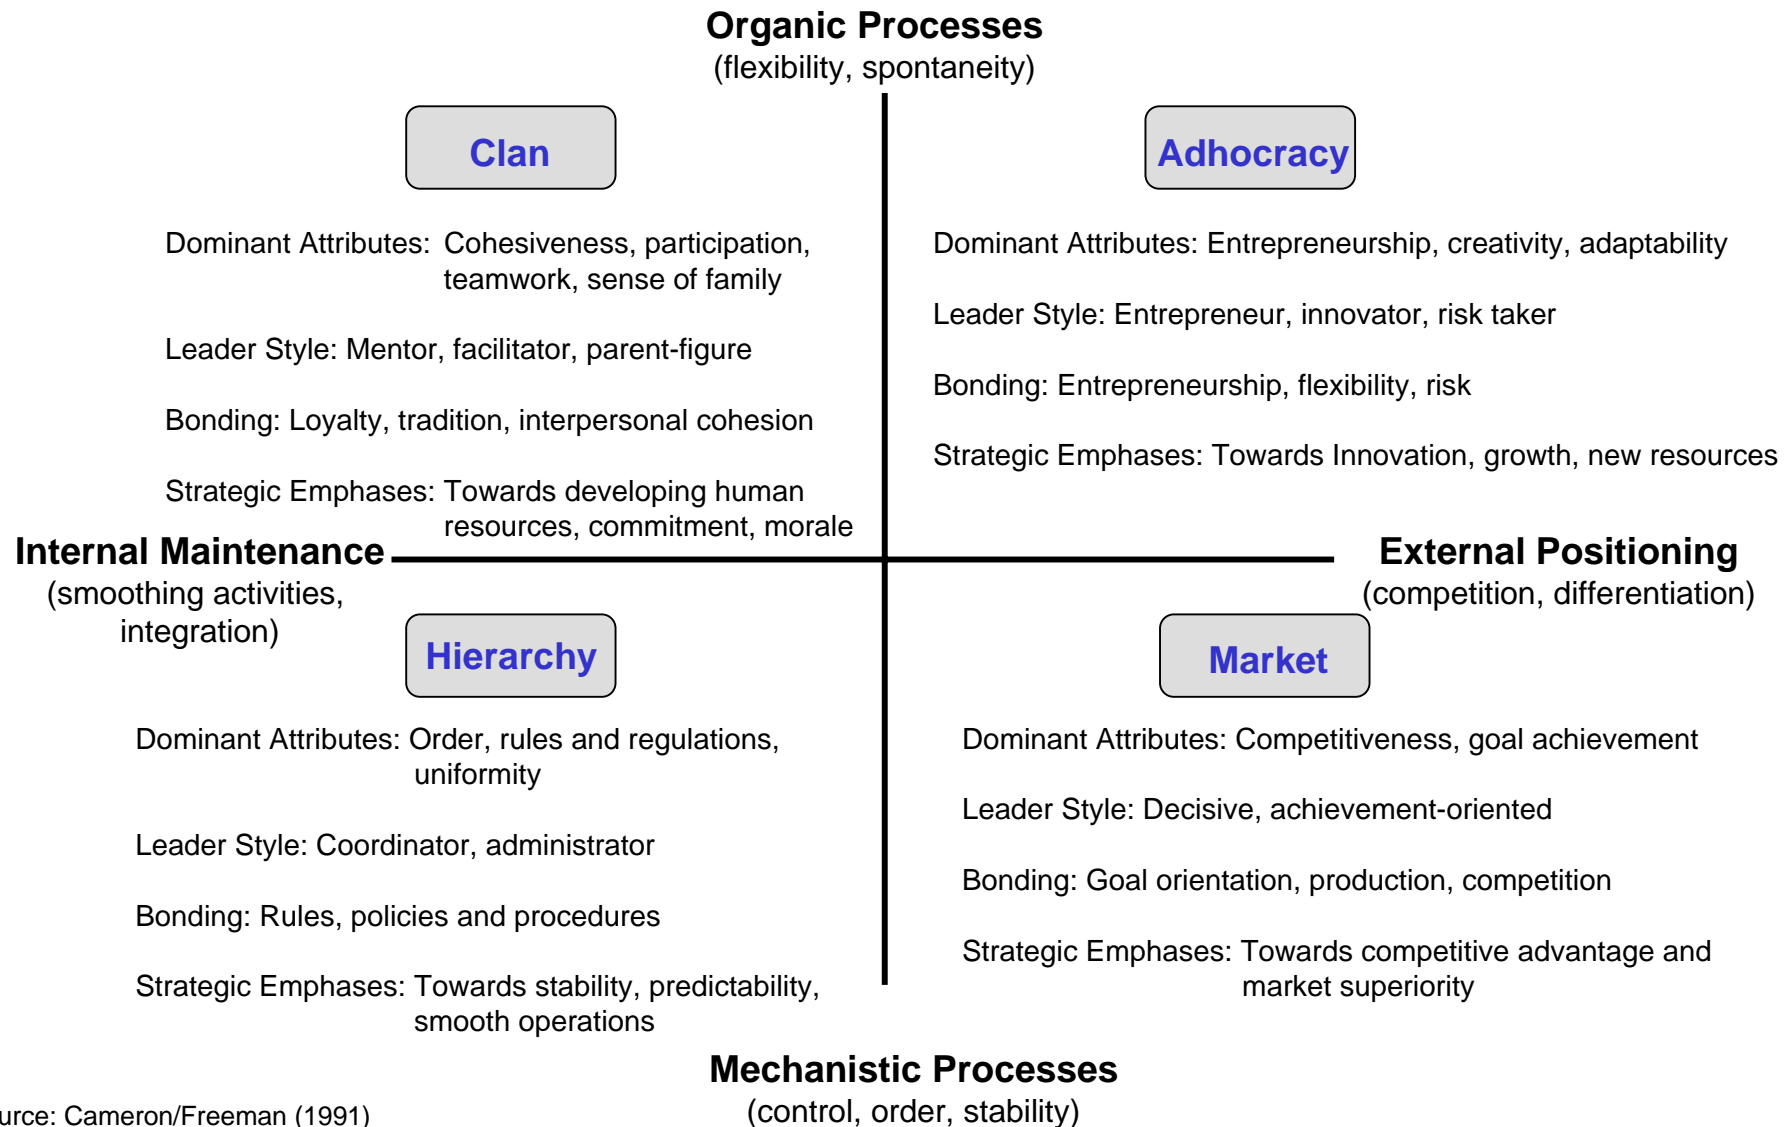 Organic Processes
(flexibility, spontaneity)
Clan
Dominant Attributes: Cohesiveness, participation,
teamwork, sense of family
Leader Style: Mentor, facilitator, parent-figure
Bonding: Loyalty, tradition, interpersonal cohesion
Strategic Emphases: Towards developing human
resources, commitment, morale
Adhocracy
Dominant Attributes: Entrepreneurship, creativity, adaptability
Leader Style: Entrepreneur, innovator, risk taker
Bonding: Entrepreneurship, flexibility, risk
Strategic Emphases: Towards Innovation, growth, new resources
Internal Maintenance
(smoothing activities,
integration)
External Positioning
(competition, differentiation)
Hierarchy
Dominant Attributes: Order, rules and regulations,
uniformity
Leader Style: Coordinator, administrator
Bonding: Rules, policies and procedures
Strategic Emphases: Towards stability, predictability,
smooth operations
Market
Dominant Attributes: Competitiveness, goal achievement
Leader Style: Decisive, achievement-oriented
Bonding: Goal orientation, production, competition
Strategic Emphases: Towards competitive advantage and
market superiority
Mechanistic Processes
(control, order, stability)
urce: Cameron/Freeman (1991)